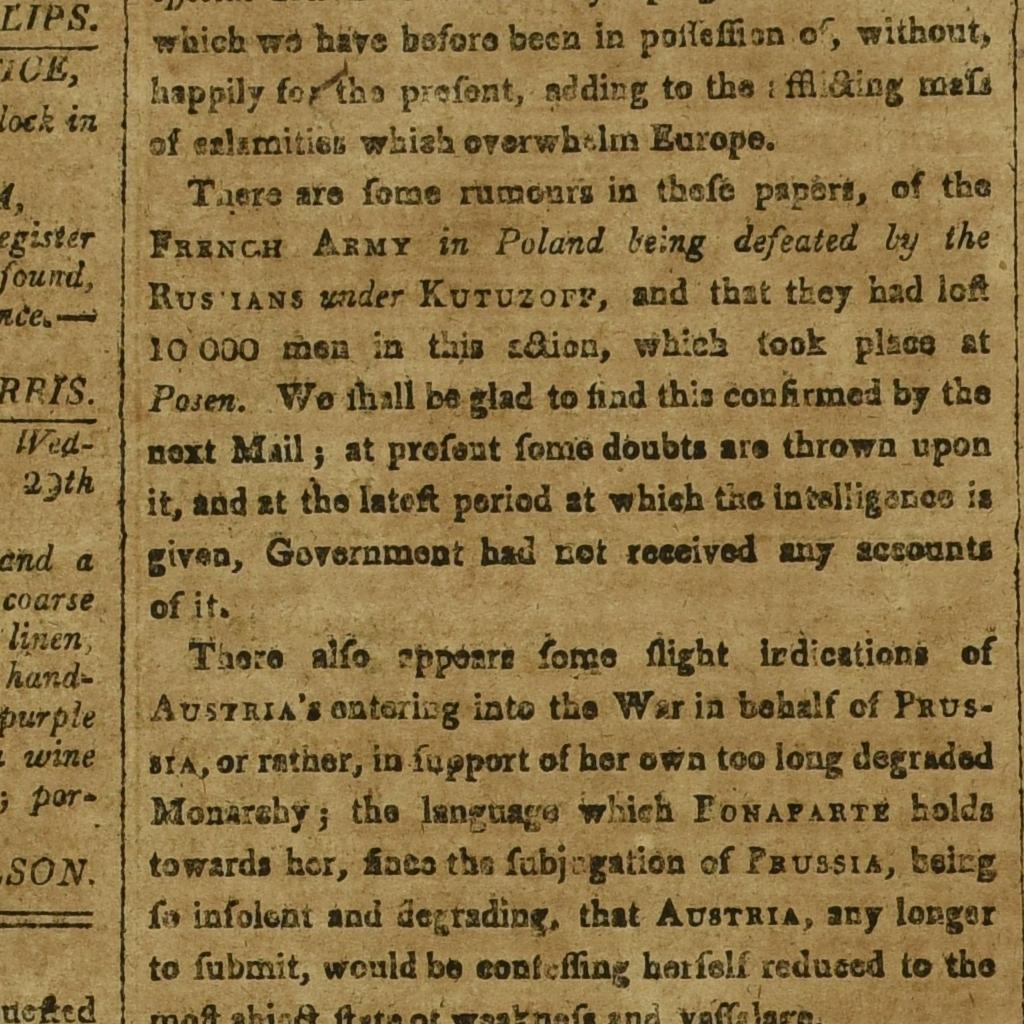 LIPS.
ICE,
lock in
egister
found,
nce.—
RRIS.
Wed-
29th
and a
coarse
linen,
hand-
purple
wine
; por-
SON.
which we have before been in poſſeſſion of, without,
happily for the preſent, adding to the afflicting maſs
of calamities which overwhelm Europe.
There are ſome rumours in theſe papers, of the
FRENCH ARMY in Poland being defeated by the
RUSSIANS under KUTUZOFF, and that they had loſt
10 000 men in this action, which took place at
Posen. We ſhall be glad to find this confirmed by the
next Mail; at preſent ſome doubts are thrown upon
it, and at the lateſt period at which the intelligence is
given, Government had not received any accounts
of it.
There alſo appears ſome ſlight indications of
AUSTRIA's entering into the War in behalf of PRUS-
SIA, or rather, in ſupport of her own too long degraded
Monarchy; the language which BONAPARTE holds
towards her, ſince the ſubjugation of PRUSSIA, being
ſo inſolent and degrading, that AUSTRIA, any longer
to ſubmit, would be confeſſing herſelf reduced to the
moſt abject ſtate of weakneſs and vaſſalage.